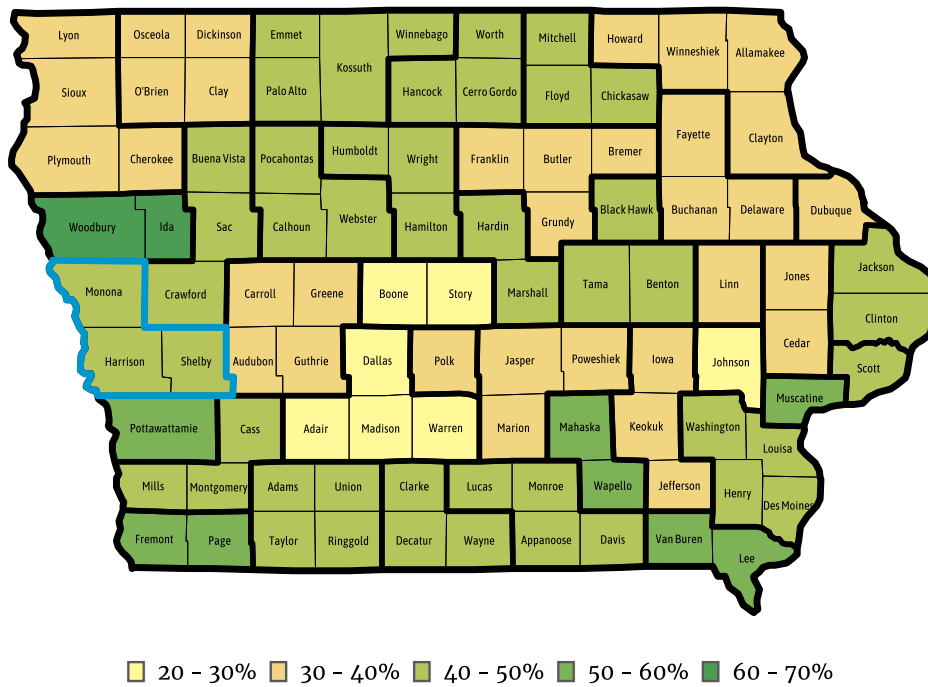 Lyon Osceola Dickinson Emmet Kossuth Winnebago Worth Mitchell Howard Winneshiek Allamakee
Sioux O'Brien Clay Palo Alto Hancock Cerro Gordo Floyd Chickasaw
Plymouth Cherokee Buena Vista Pocahontas Humboldt Wright Franklin Butler Bremer Fayette Clayton
Woodbury Ida Sac Calhoun Webster Hamilton Hardin Grundy Black Hawk Buchanan Delaware Dubuque
Monona Crawford Carroll Greene Boone Story Marshall Tama Benton Linn Jones Jackson
Clinton
Harrison Shelby Audubon Guthrie Dallas Polk Jasper Poweshiek Iowa Johnson Cedar Scott
Muscatine
Pottawattamie Cass Adair Madison Warren Marion Mahaska Keokuk Washington Louisa
Mills Montgomery Adams Union Clarke Lucas Monroe Wapello Jefferson Henry Des Moines
Fremont Page Taylor Ringgold Decatur Wayne Appanoose Davis Van Buren Lee
20 - 30% 30 - 40% 40 - 50% 50 - 60% 60 - 70%